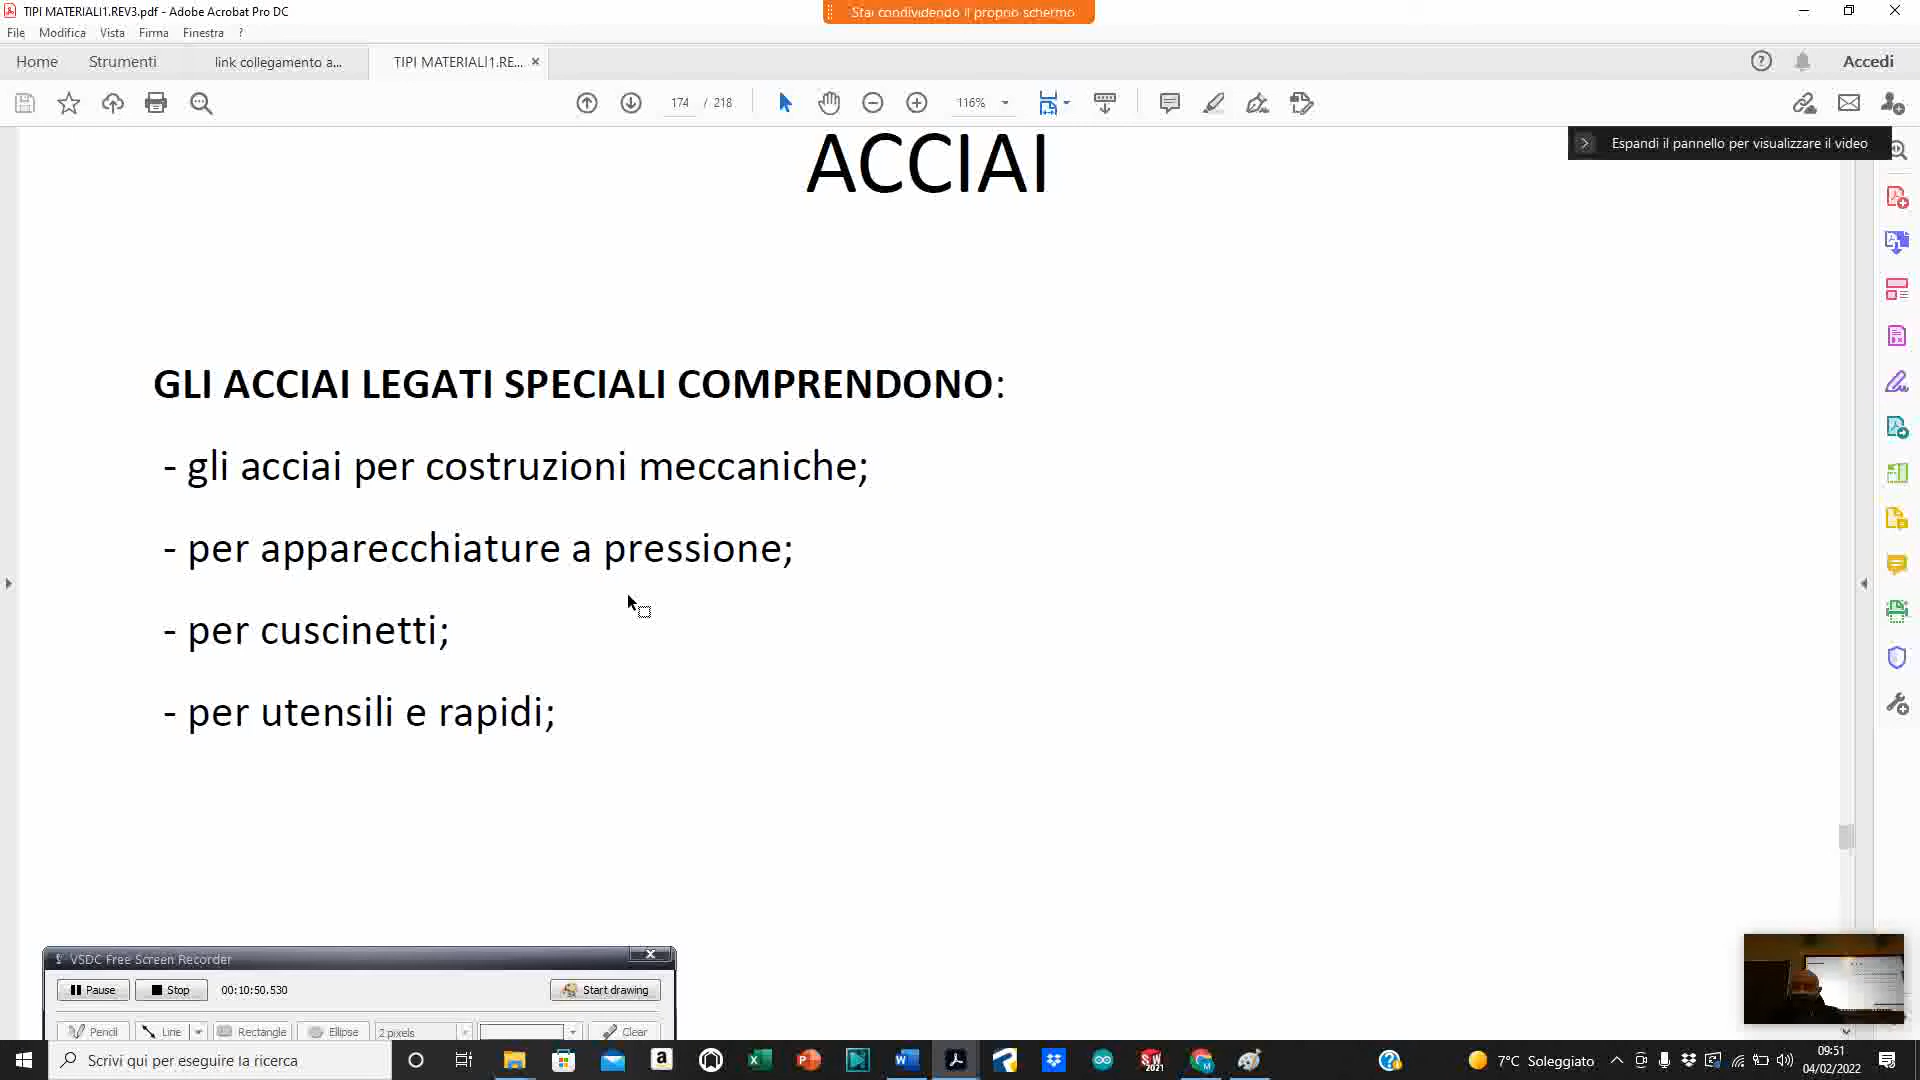 TIPI MATERIALI1.REV3.pdf - Adobe Acrobat Pro DC
Stai condividendo il proprio schermo
File Modifica Vista Firma Finestra ?
Home Strumenti link collegamento a... TIPI MATERIALI1.RE... × Accedi
174 / 218 116%
Espandi il pannello per visualizzare il video
ACCIAI
GLI ACCIAI LEGATI SPECIALI COMPRENDONO:
- gli acciai per costruzioni meccaniche;
- per apparecchiature a pressione;
- per cuscinetti;
- per utensili e rapidi;
VSDC Free Screen Recorder
Pause Stop 00:10:50.530 Start drawing
Pencil Line Rectangle Ellipse 2 pixels Clear
Scrivi qui per eseguire la ricerca
7°C Soleggiato
09:51
04/02/2022